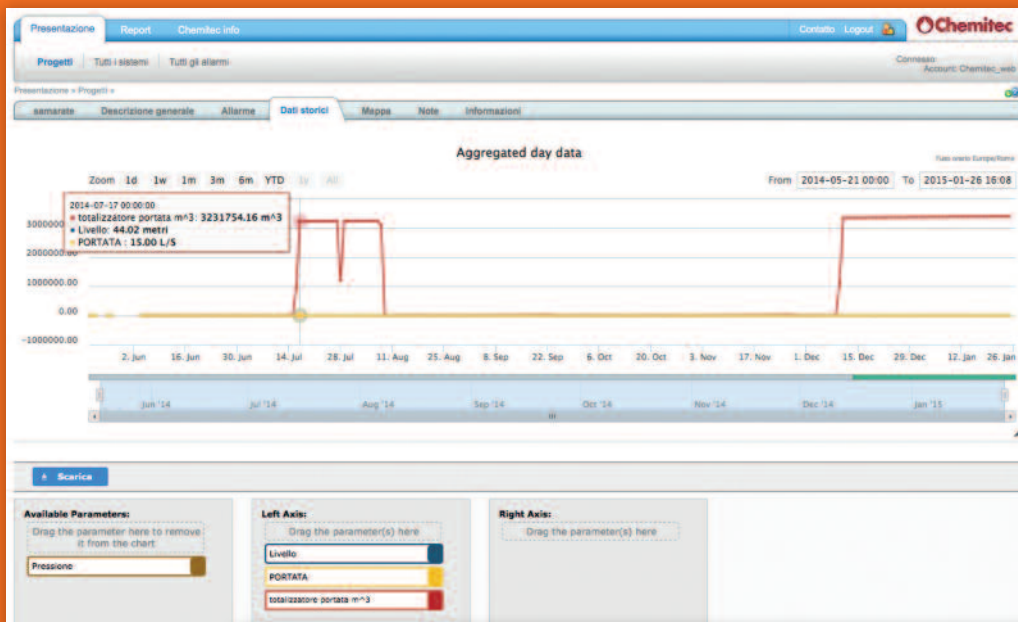 Presentazione Report Chemitec info Contatto Logout Chemitec
Progetti Tutti i sistemi Tutti gli allarmi
Connesso
Account: Chemitec_web
Presentazione » Progetti »
samarate Descrizione generale Allarme Dati storici Mappa Note Informazioni
Aggregated day data
Fuso orario Europe/Rome
Zoom 1d 1w 1m 3m 6m YTD 1y All From 2014-05-21 00:00 To 2015-01-26 16:08
2014-07-17 00:00:00
totalizzatore portata m^3: 3231754.16 m^3
Livello: 44.02 metri
PORTATA : 15.00 L/S
2000000.00
1000000.00
0.00
-1000000.00
2. Jun 16. Jun 30. Jun 14. Jul 28. Jul 11. Aug 25. Aug 8. Sep 22. Sep 6. Oct 20. Oct 3. Nov 17. Nov 1. Dec 15. Dec 29. Dec 12. Jan 26. Jan
Jun '14 Jul '14 Aug '14 Sep '14 Oct '14 Nov '14 Dec '14 Jan '15
Scarica
Available Parameters:
Drag the parameter here to remove
it from the chart
Pressione
Left Axis:
Drag the parameter(s) here
Livello
PORTATA
totalizzatore portata m^3
Right Axis:
Drag the parameter(s) here